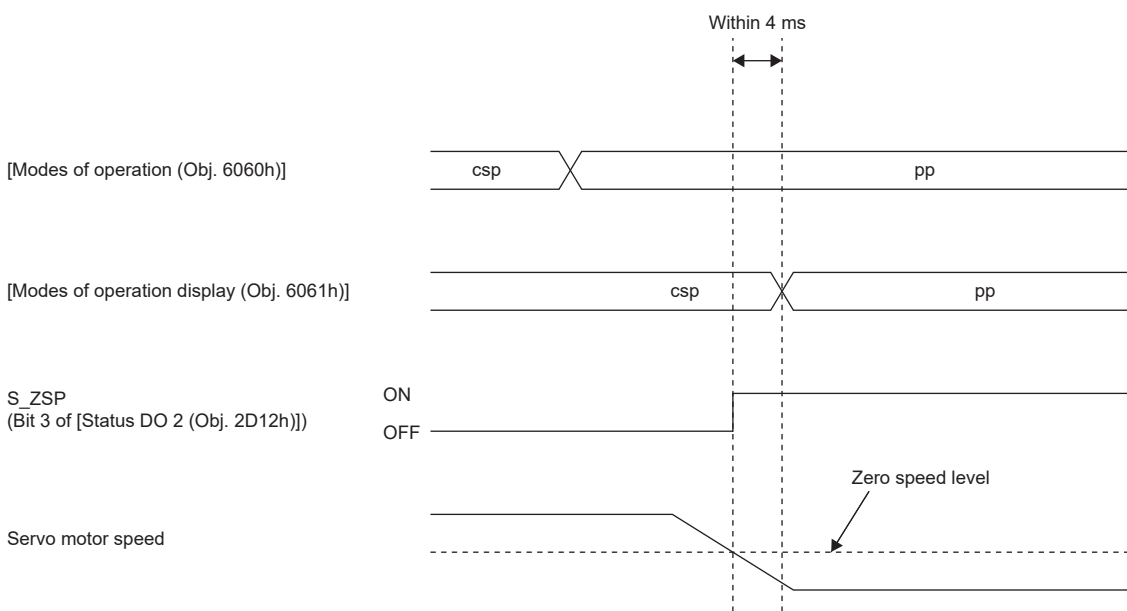 Within 4 ms
[Modes of operation (Obj. 6060h)]
csp
pp
[Modes of operation display (Obj. 6061h)]
csp
pp
S_ZSP
(Bit 3 of [Status DO 2 (Obj. 2D12h)])
ON
OFF
Zero speed level
Servo motor speed